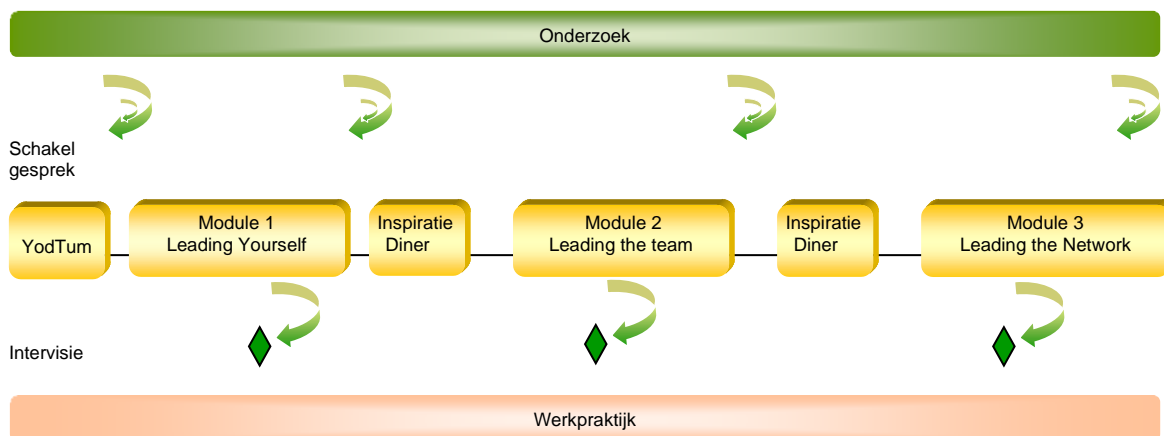 Onderzoek
Schakel
gesprek
YodTum
Module 1
Leading Yourself
Inspiratie
Diner
Module 2
Leading the team
Inspiratie
Diner
Module 3
Leading the Network
Intervisie
Werkpraktijk